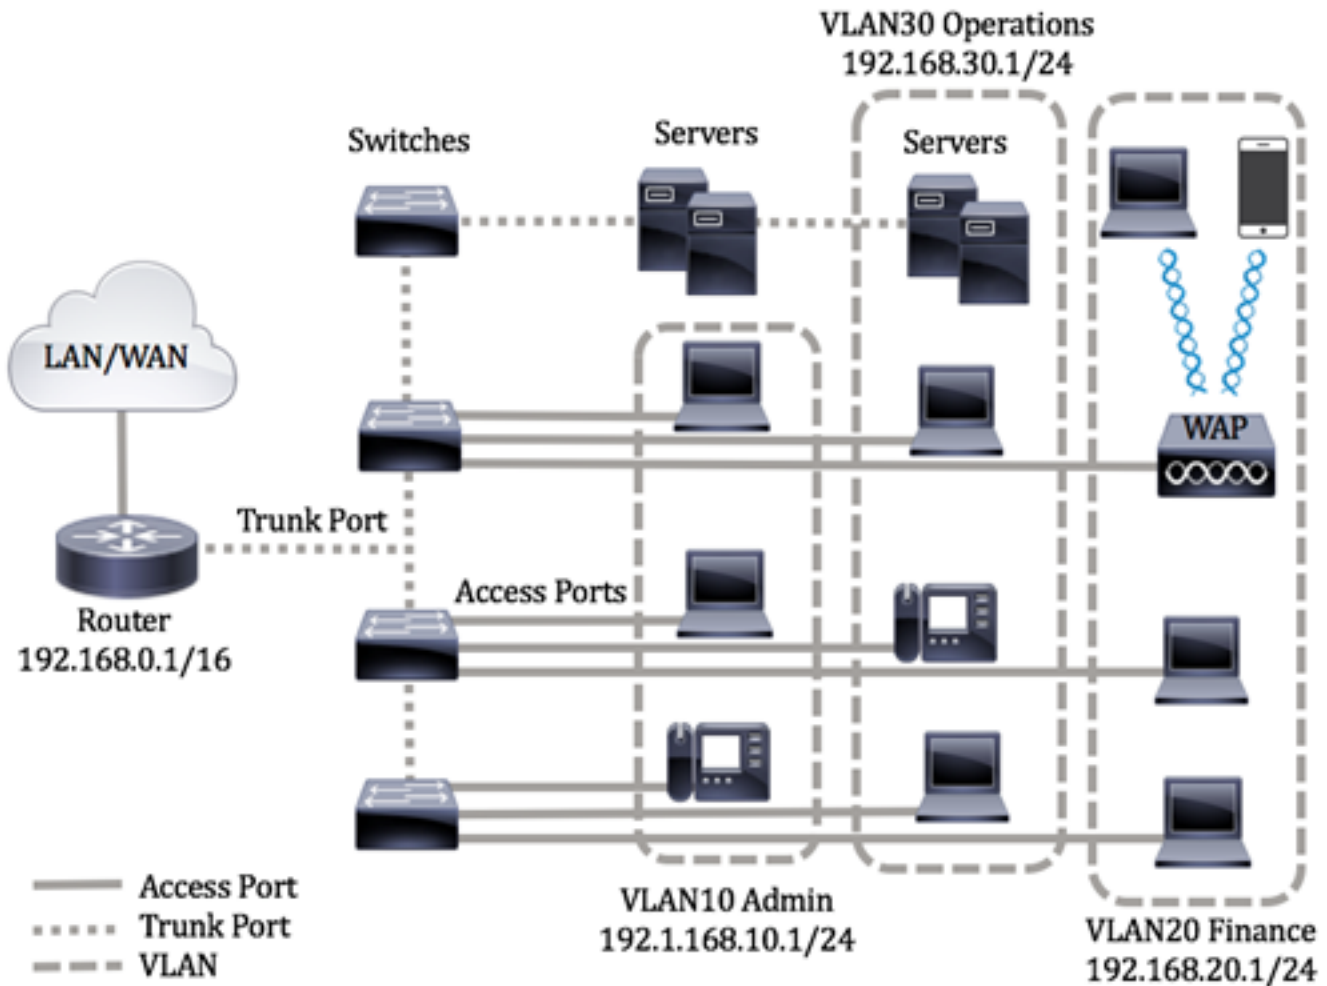 VLAN30 Operations
192.168.30.1/24
Switches
Servers
Servers
LAN/WAN
WAP
Trunk Port
Access Ports
Router
192.168.0.1/16
Access Port
Trunk Port
VLAN
VLAN10 Admin
192.1.168.10.1/24
VLAN20 Finance
192.168.20.1/24